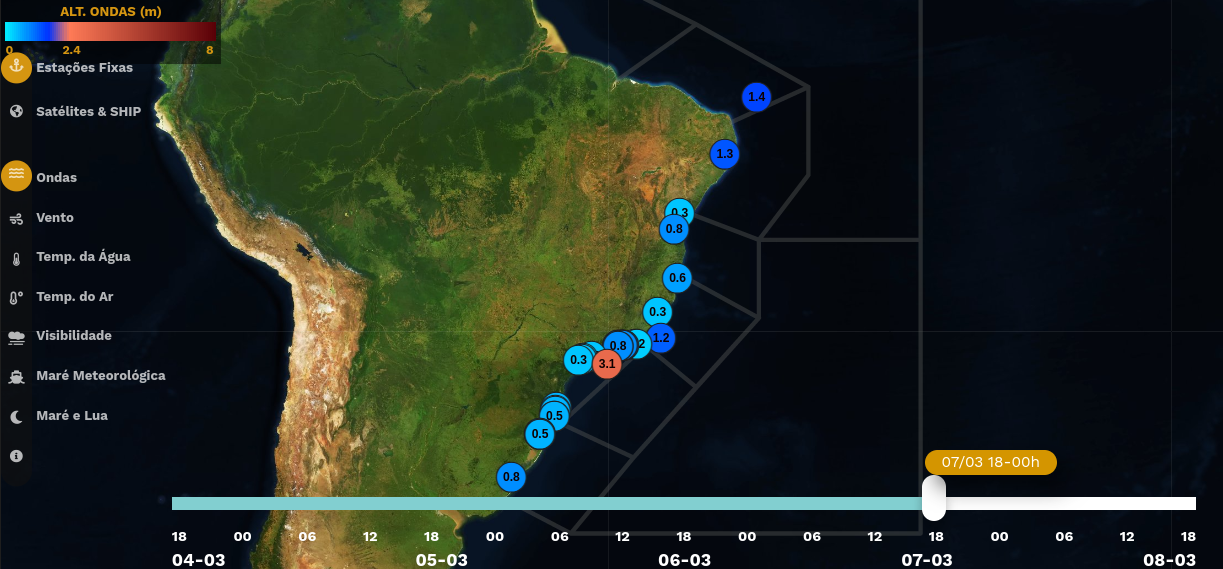 ALT. ONDAS (m)
0 2.4 8
Estações Fixas
Satélites & SHIP
Ondas
Vento
Temp. da Água
Temp. do Ar
Visibilidade
Maré Meteorológica
Maré e Lua
1.4
1.3
0.3
0.8
0.6
0.3
1.2
2
0.8
0.3
3.1
0.5
0.5
0.8
07/03 18-00h
18 00 06 12 18 00 06 12 18 00 06 12 18 00 06 12 18
04-03 05-03 06-03 07-03 08-03